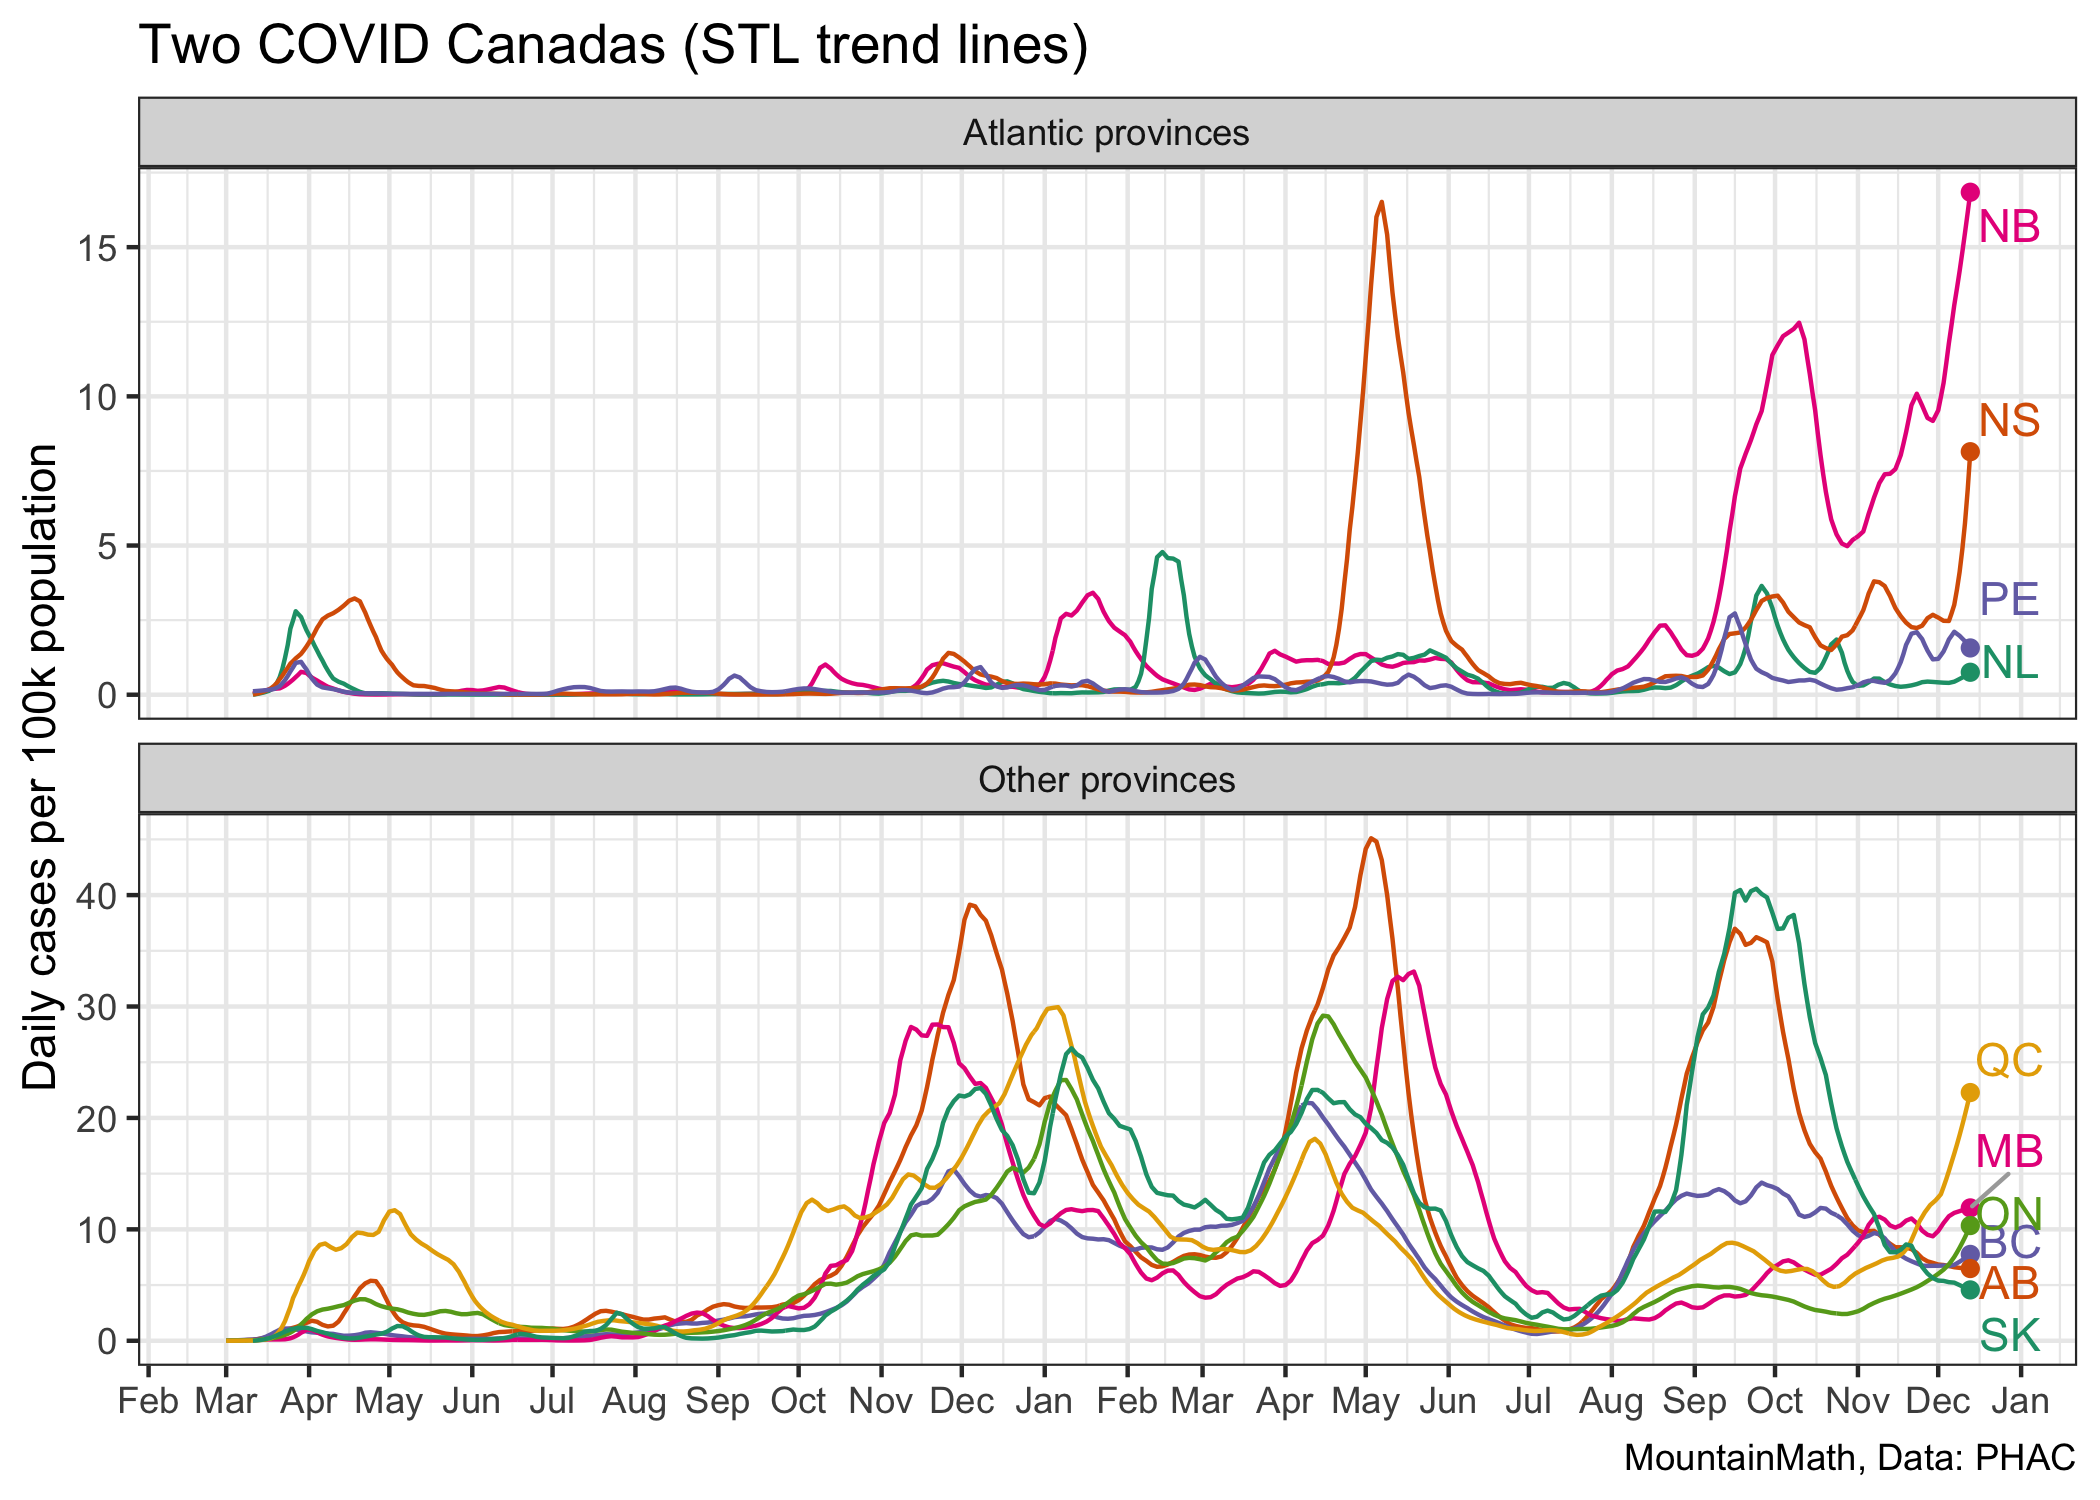 Two COVID Canadas (STL trend lines)
Atlantic provinces
15
10
5
0
NB
NS
PE
NL
Daily cases per 100k population
Other provinces
40
30
20
10
0
QC
MB
ON
BC
AB
SK
Feb Mar Apr May Jun Jul Aug Sep Oct Nov Dec Jan Feb Mar Apr May Jun Jul Aug Sep Oct Nov Dec Jan
MountainMath, Data: PHAC